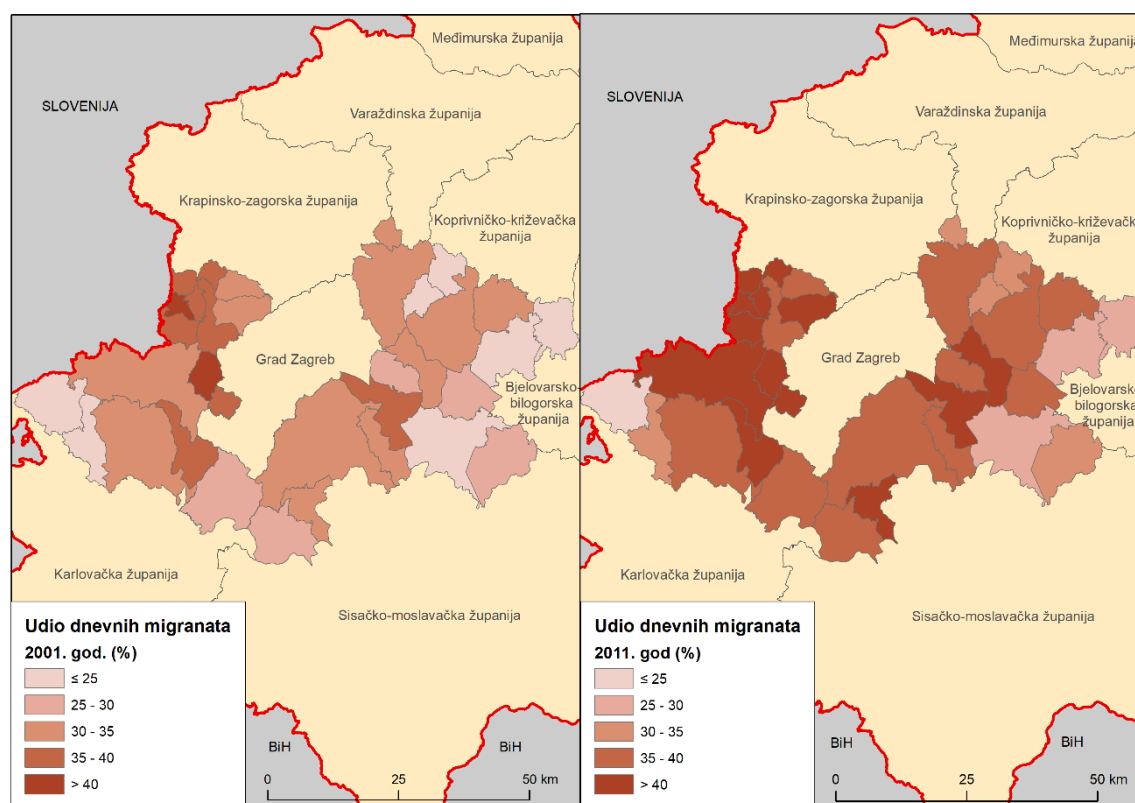 Međimurska županija
SLOVENIJA
Varaždinska županija
Krapinsko-zagorska županija
Koprivničko-križevačka
županija
Grad Zagreb
Bjelovarsko-
bilogorska
županija
Karlovačka županija
Sisačko-moslavačka županija
Udio dnevnih migranata
2001. god. (%)
≤ 25
25 - 30
30 - 35
35 - 40
> 40
BiH
BiH
0 25 50 km
Međimurska županija
SLOVENIJA
Varaždinska županija
Krapinsko-zagorska županija
Koprivničko-križevačka
županija
Grad Zagreb
Bjelovarsko-
bilogorska
županija
Karlovačka županija
Sisačko-moslavačka županija
Udio dnevnih migranata
2011. god (%)
≤ 25
25 - 30
30 - 35
35 - 40
> 40
BiH
BiH
0 25 50 km